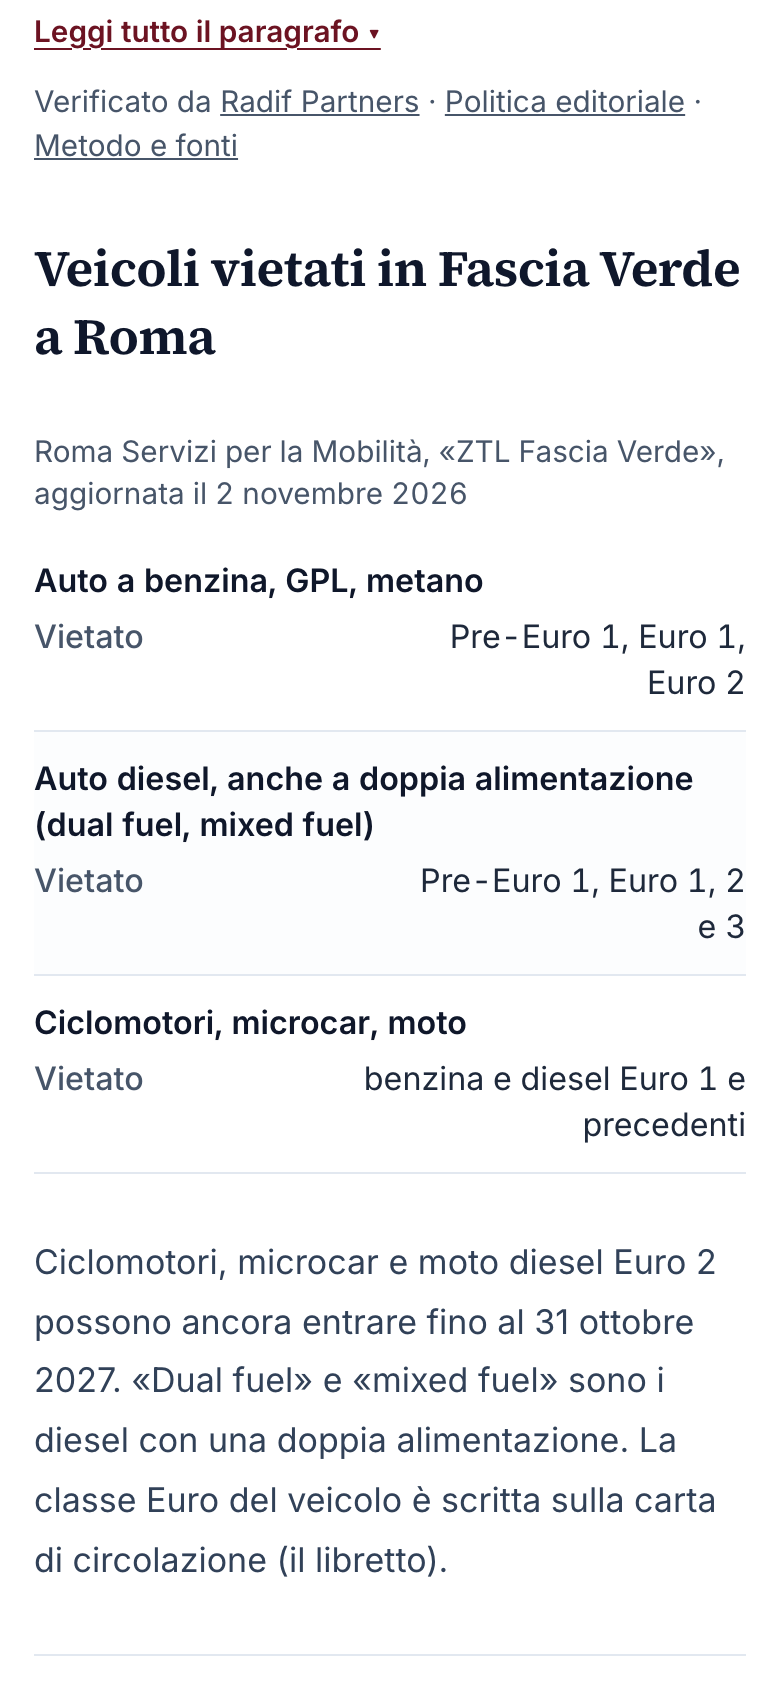 Leggi tutto il paragrafo ▾
Verificato da Radif Partners · Politica editoriale ·
Metodo e fonti
Veicoli vietati in Fascia Verde
a Roma
Roma Servizi per la Mobilità, «ZTL Fascia Verde»,
aggiornata il 2 novembre 2026
Auto a benzina, GPL, metano
Vietato Pre-Euro 1, Euro 1,
Euro 2
Auto diesel, anche a doppia alimentazione
(dual fuel, mixed fuel)
Vietato Pre-Euro 1, Euro 1, 2
e 3
Ciclomotori, microcar, moto
Vietato benzina e diesel Euro 1 e
precedenti
Ciclomotori, microcar e moto diesel Euro 2
possono ancora entrare fino al 31 ottobre
2027. «Dual fuel» e «mixed fuel» sono i
diesel con una doppia alimentazione. La
classe Euro del veicolo è scritta sulla carta
di circolazione (il libretto).